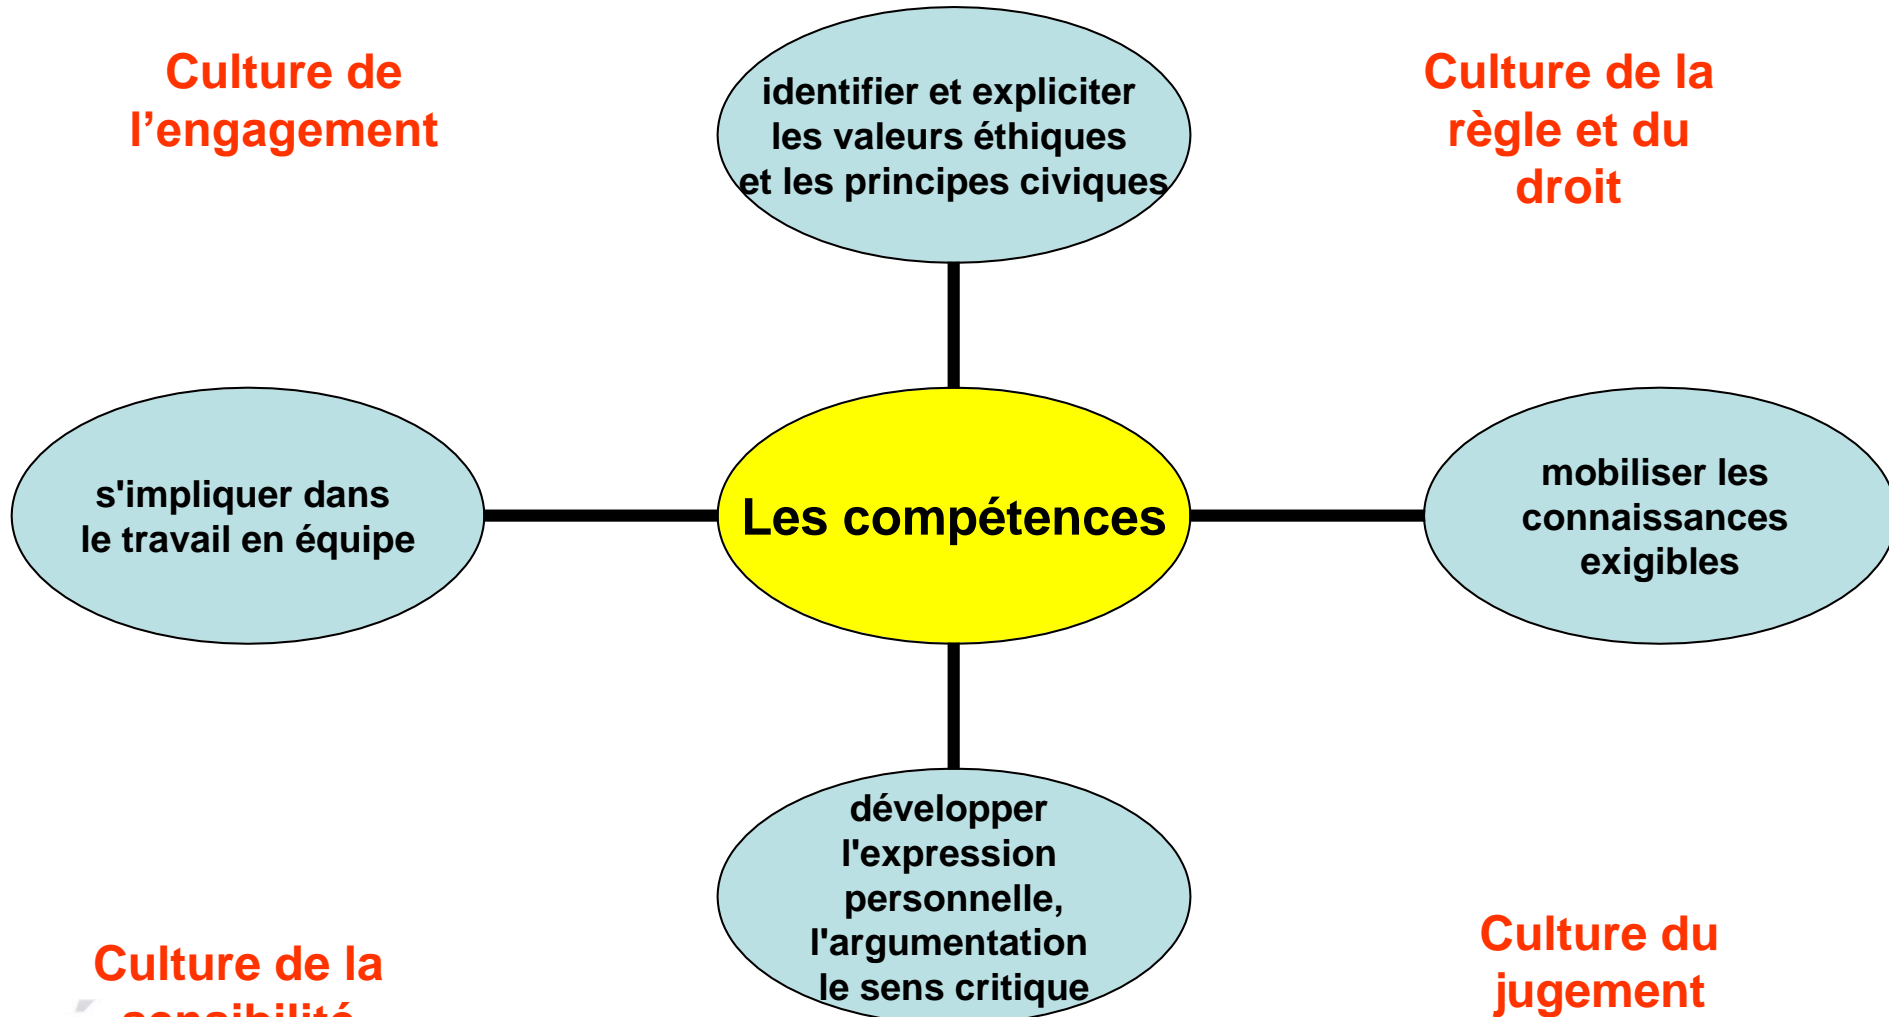 Culture de
l’engagement
identifier et expliciter
les valeurs éthiques
et les principes civiques
Culture de la
règle et du
droit
s'impliquer dans
le travail en équipe
Les compétences
mobiliser les
connaissances
exigibles
développer
l'expression
personnelle,
l'argumentation
le sens critique
Culture de la
sensibilité
Culture du
jugement